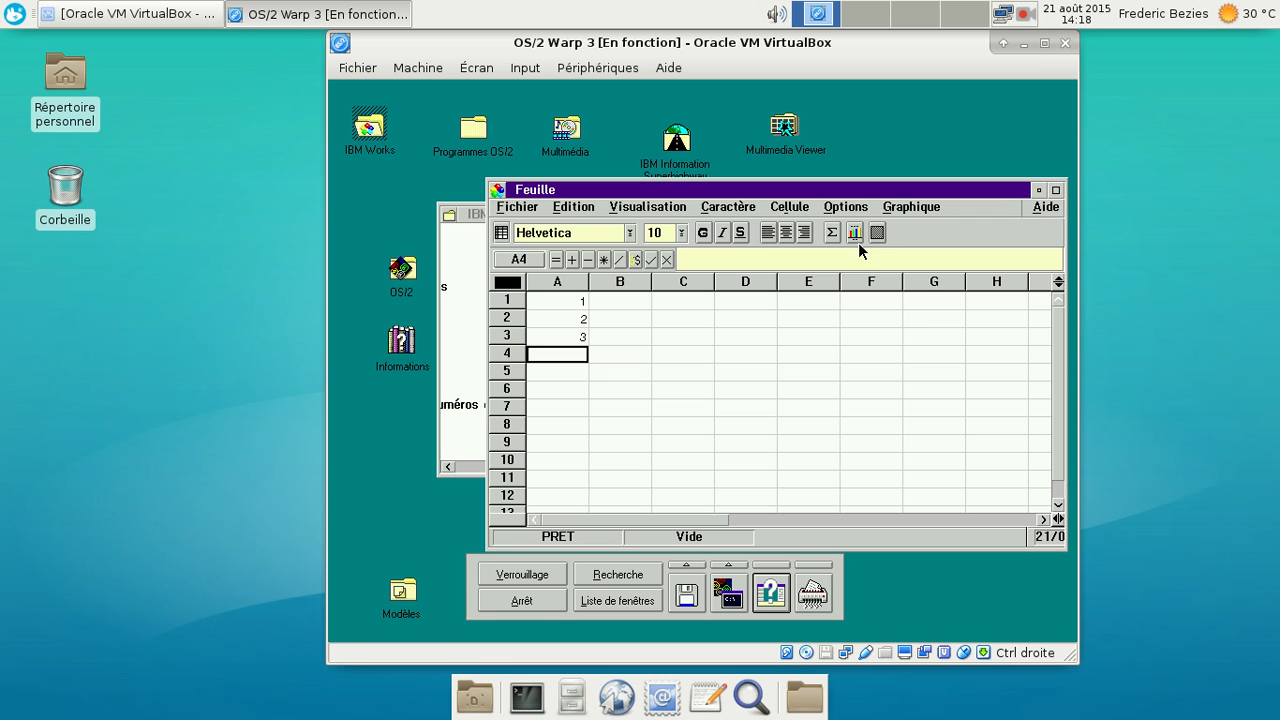 [Oracle VM VirtualBox - ...
OS/2 Warp 3 [En fonction...
21 août 2015
14:18
Frederic Bezies
30 °C
Répertoire
personnel
Corbeille
OS/2 Warp 3 [En fonction] - Oracle VM VirtualBox
Fichier Machine Écran Input Périphériques Aide
IBM Works
Programmes OS/2
Multimédia
IBM Information
Superhighway
Multimedia Viewer
OS/2
Informations
Modèles
IBM
s
uméros
Feuille
Fichier Edition Visualisation Caractère Cellule Options Graphique Aide
Helvetica 10 G I S Σ
A4 = + − * / $
A B C D E F G H
1 1
2 2
3 3
4
5
6
7
8
9
10
11
12
13
PRET Vide 21/0
Verrouillage Recherche
Arrêt Liste de fenêtres
C:\
Ctrl droite